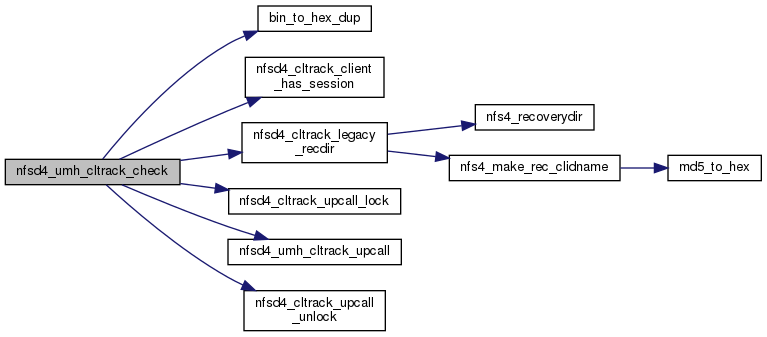 bin_to_hex_dup
nfsd4_cltrack_client
_has_session
nfsd4_cltrack_legacy
_recdir
nfs4_recoverydir
nfs4_make_rec_clidname
md5_to_hex
nfsd4_umh_cltrack_check
nfsd4_cltrack_upcall_lock
nfsd4_umh_cltrack_upcall
nfsd4_cltrack_upcall
_unlock